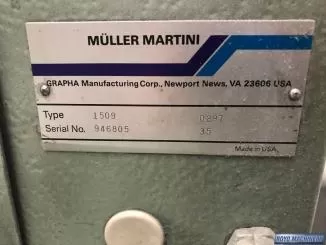 MÜLLER MARTINI
GRAPHA Manufacturing Corp., Newport News, VA 23606 USA
Type 1509 0297
Serial No. 946805 35
Made in USA